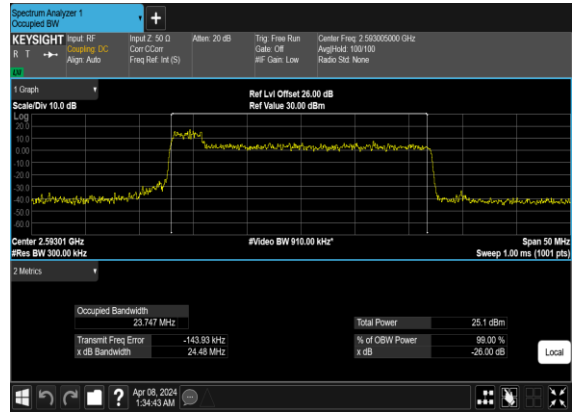 Spectrum Analyzer 1
Occupied BW
+
KEYSIGHT Input: RF Input Z: 50 Ω Atten: 20 dB Trig: Free Run Center Freq: 2.593005000 GHz
R T Coupling: DC Corr CCorr Gate: Off Avg|Hold: 100/100
Align: Auto Freq Ref: Int (S) #IF Gain: Low Radio Std: None
LW
1 Graph
Ref Lvl Offset 26.00 dB
Scale/Div 10.0 dB Ref Value 30.00 dBm
Log
20.0
10.0
0.00
-10.0
-20.0
-30.0
-40.0
-50.0
-60.0
Center 2.59301 GHz #Video BW 910.00 kHz* Span 50 MHz
#Res BW 300.00 kHz Sweep 1.00 ms (1001 pts)
2 Metrics
Occupied Bandwidth
23.747 MHz Total Power 25.1 dBm
Transmit Freq Error -143.93 kHz % of OBW Power 99.00 %
x dB Bandwidth 24.48 MHz x dB -26.00 dB
Local
? Apr 08, 2024
1:34:43 AM